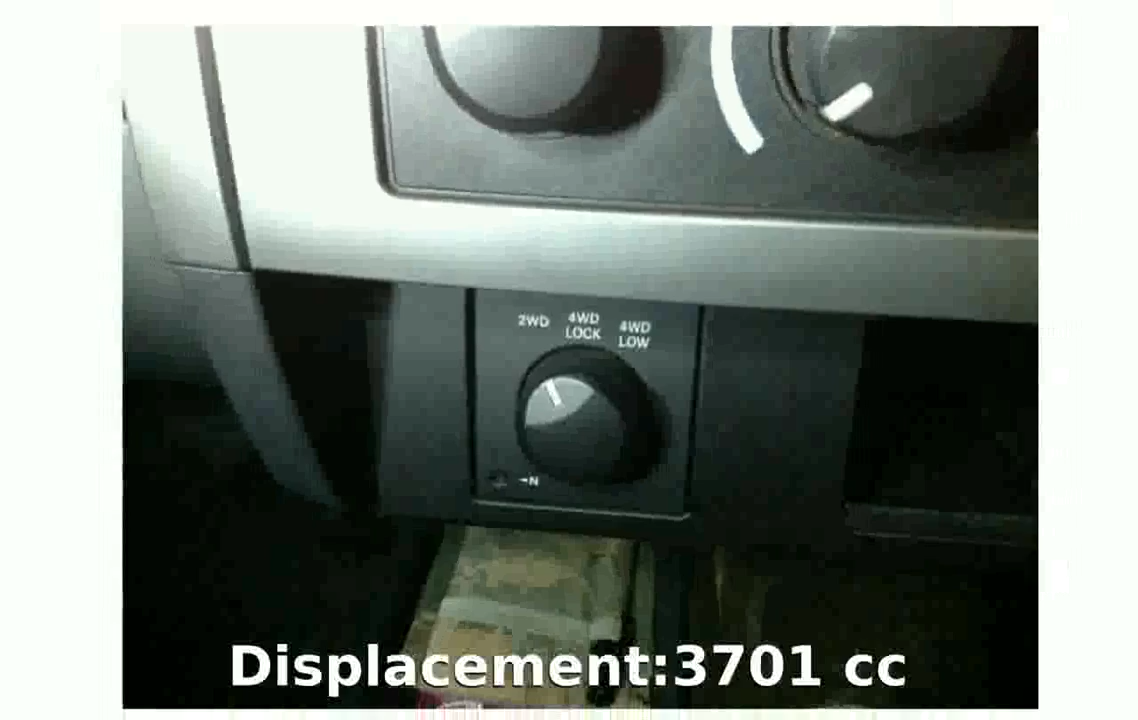 2WD
4WD
LOCK
4WD
LOW
N
Displacement:3701 cc